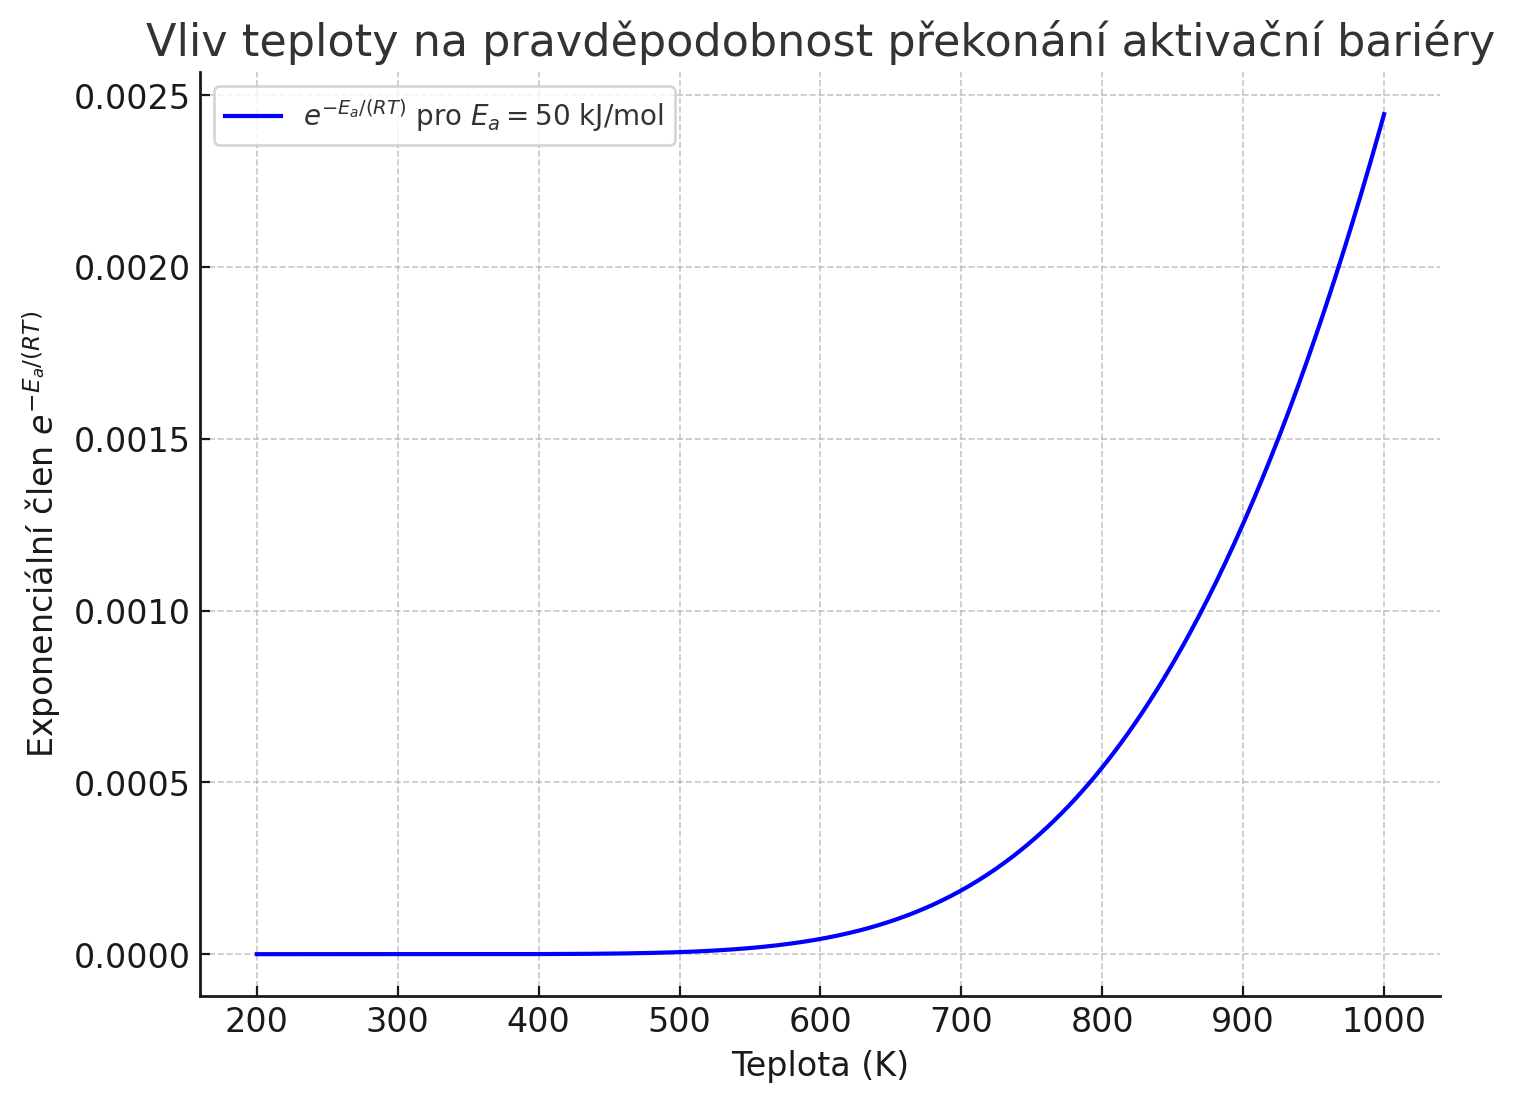 Vliv teploty na pravděpodobnost překonání aktivační bariéry
0.0025
0.0020
0.0015
0.0010
0.0005
0.0000
Exponenciální člen $e^{-E_a/(RT)}$
$e^{-E_a/(RT)}$ pro $E_a = 50$ kJ/mol
200 300 400 500 600 700 800 900 1000
Teplota (K)